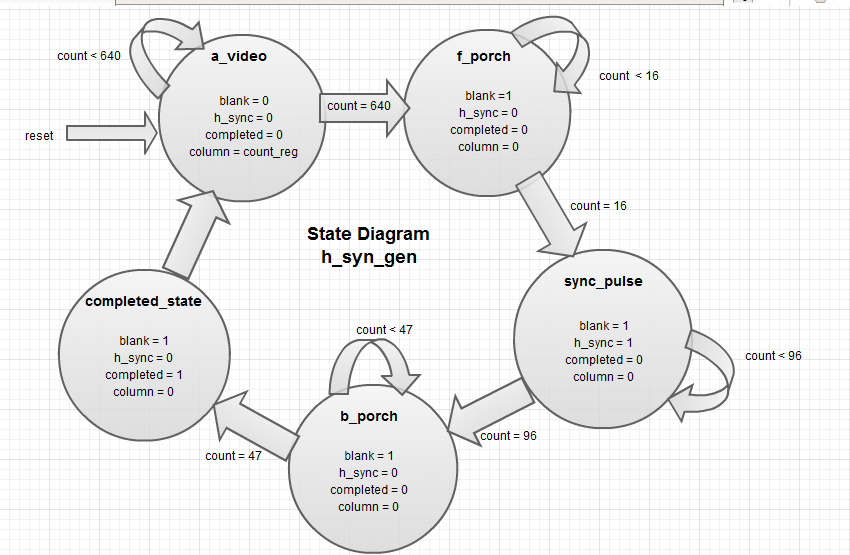 a_video
count < 640
blank = 0
h_sync = 0
completed = 0
column = count_reg
reset
count = 640
f_porch
blank =1
h_sync = 0
completed = 0
column = 0
count  < 16
count = 16
State Diagram
h_syn_gen
sync_pulse
blank = 1
h_sync = 1
completed = 0
column = 0
count < 96
count = 96
b_porch
count < 47
blank = 1
h_sync = 0
completed = 0
column = 0
count = 47
completed_state
blank = 1
h_sync = 0
completed = 1
column = 0